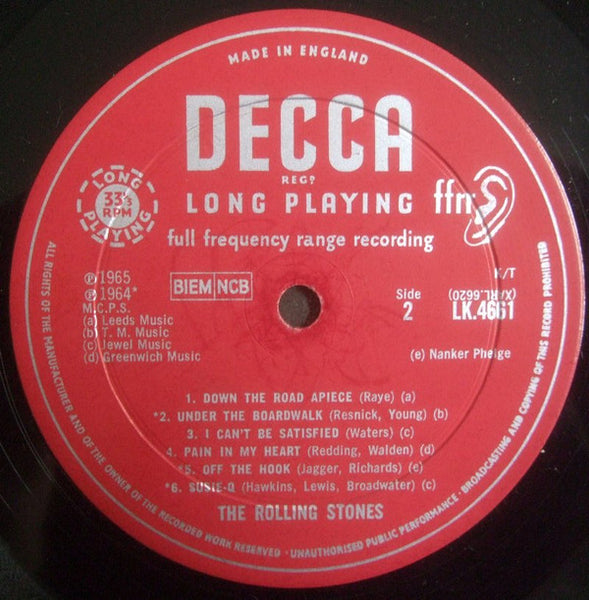 MADE IN ENGLAND
DECCA
REGD
LONG PLAYING
ffrr
LONG PLAYING
33⅓
RPM
full frequency range recording
℗1965
℗1964*
M.C.P.S.
(a) Leeds Music
(b) T. M. Music
(c) Jewel Music
(d) Greenwich Music
BIEM NCB
K/T
Side (XARL.6620)
2 LK.4661
(e) Nanker Phelge
1. DOWN THE ROAD APIECE (Raye) (a)
*2. UNDER THE BOARDWALK (Resnick, Young) (b)
3. I CAN'T BE SATISFIED (Waters) (c)
4. PAIN IN MY HEART (Redding, Walden) (d)
*5. OFF THE HOOK (Jagger, Richards) (e)
*6. SUSIE-Q (Hawkins, Lewis, Broadwater) (c)
THE ROLLING STONES
ALL RIGHTS OF THE MANUFACTURER AND OF THE OWNER OF THE RECORDED WORK RESERVED · UNAUTHORISED PUBLIC PERFORMANCE · BROADCASTING AND COPYING OF THIS RECORD PROHIBITED